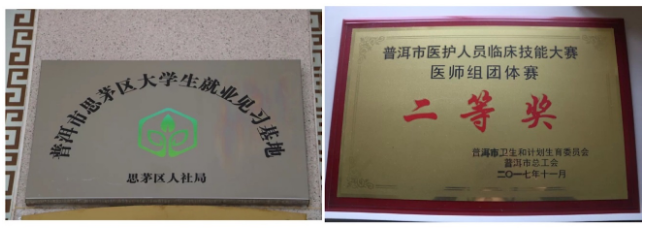 普洱市思茅区大学生就业见习基地
思茅区人社局
普洱市医护人员临床技能大赛
医师组团体赛
二等奖
普洱市卫生和计划生育委员会
普洱市总工会
二〇一七年十一月